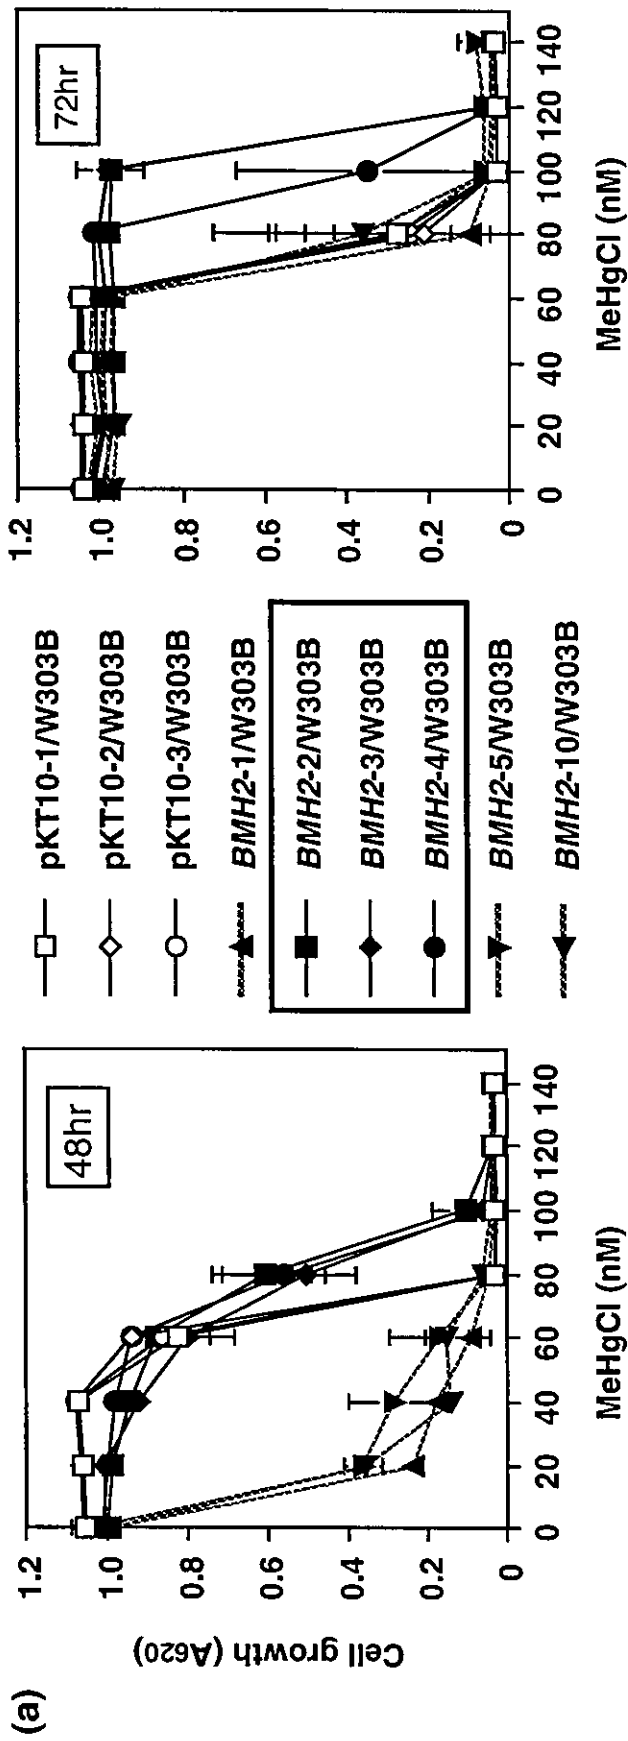 (a)
Cell growth (A620)
1.2
1.0
0.8
0.6
0.4
0.2
0
48hr
0 20 40 60 80 100 120 140
MeHgCl (nM)
pKT10-1/W303B
pKT10-2/W303B
pKT10-3/W303B
BMH2-1/W303B
BMH2-2/W303B
BMH2-3/W303B
BMH2-4/W303B
BMH2-5/W303B
BMH2-10/W303B
1.2
1.0
0.8
0.6
0.4
0.2
0
72hr
0 20 40 60 80 100 120 140
MeHgCl (nM)